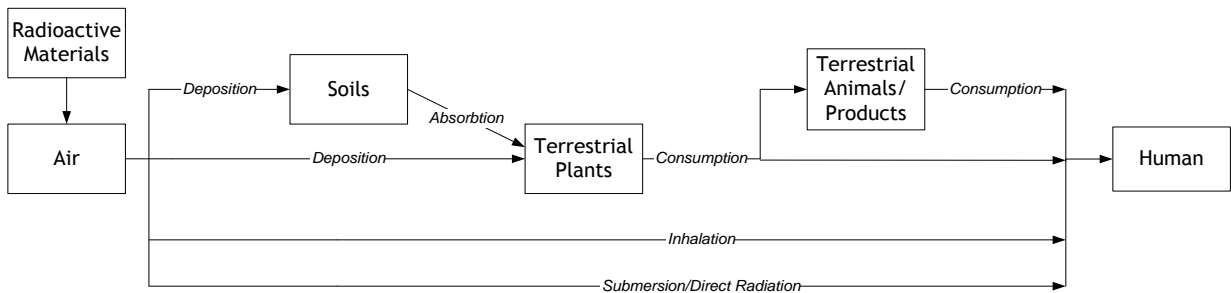 Radioactive
Materials
Air
Deposition
Soils
Absorbtion
Deposition
Terrestrial
Plants
Consumption
Terrestrial
Animals/
Products
Consumption
Human
Inhalation
Submersion/Direct Radiation